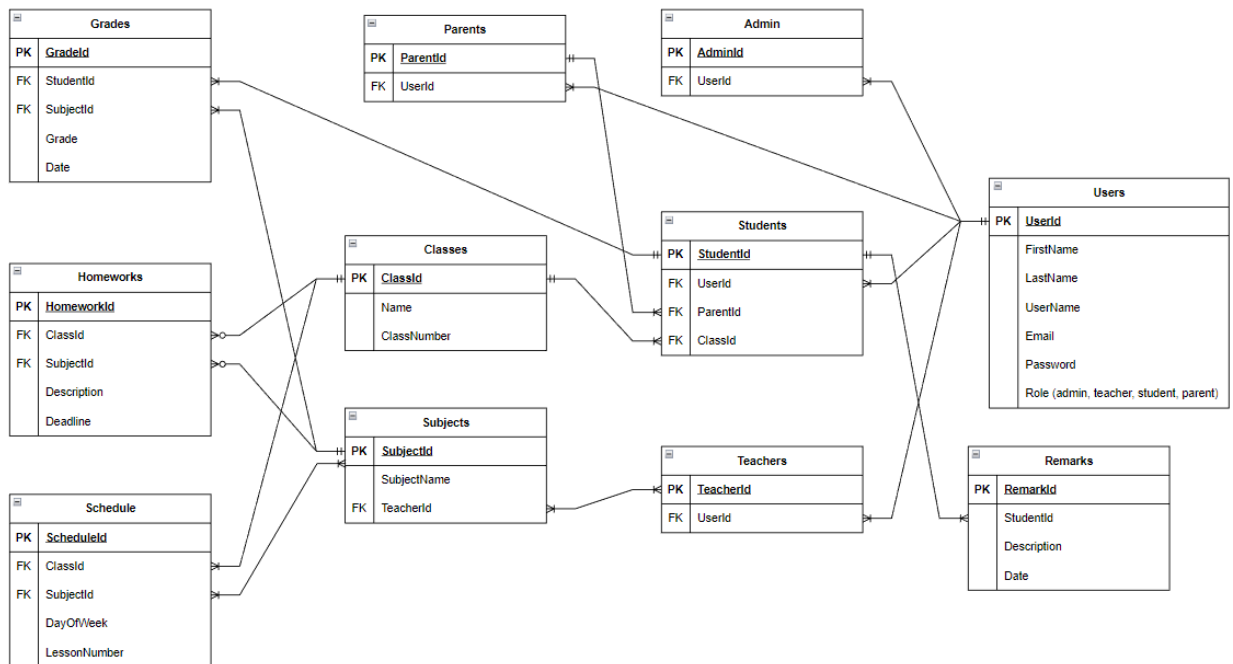 Grades
PK GradeId
FK StudentId
FK SubjectId
Grade
Date
Parents
PK ParentId
FK UserId
Admin
PK AdminId
FK UserId
Users
PK UserId
FirstName
LastName
UserName
Email
Password
Role (admin, teacher, student, parent)
Students
PK StudentId
FK UserId
FK ParentId
FK ClassId
Classes
PK ClassId
Name
ClassNumber
Homeworks
PK HomeworkId
FK ClassId
FK SubjectId
Description
Deadline
Subjects
PK SubjectId
SubjectName
FK TeacherId
Teachers
PK TeacherId
FK UserId
Remarks
PK RemarkId
StudentId
Description
Date
Schedule
PK ScheduleId
FK ClassId
FK SubjectId
DayOfWeek
LessonNumber